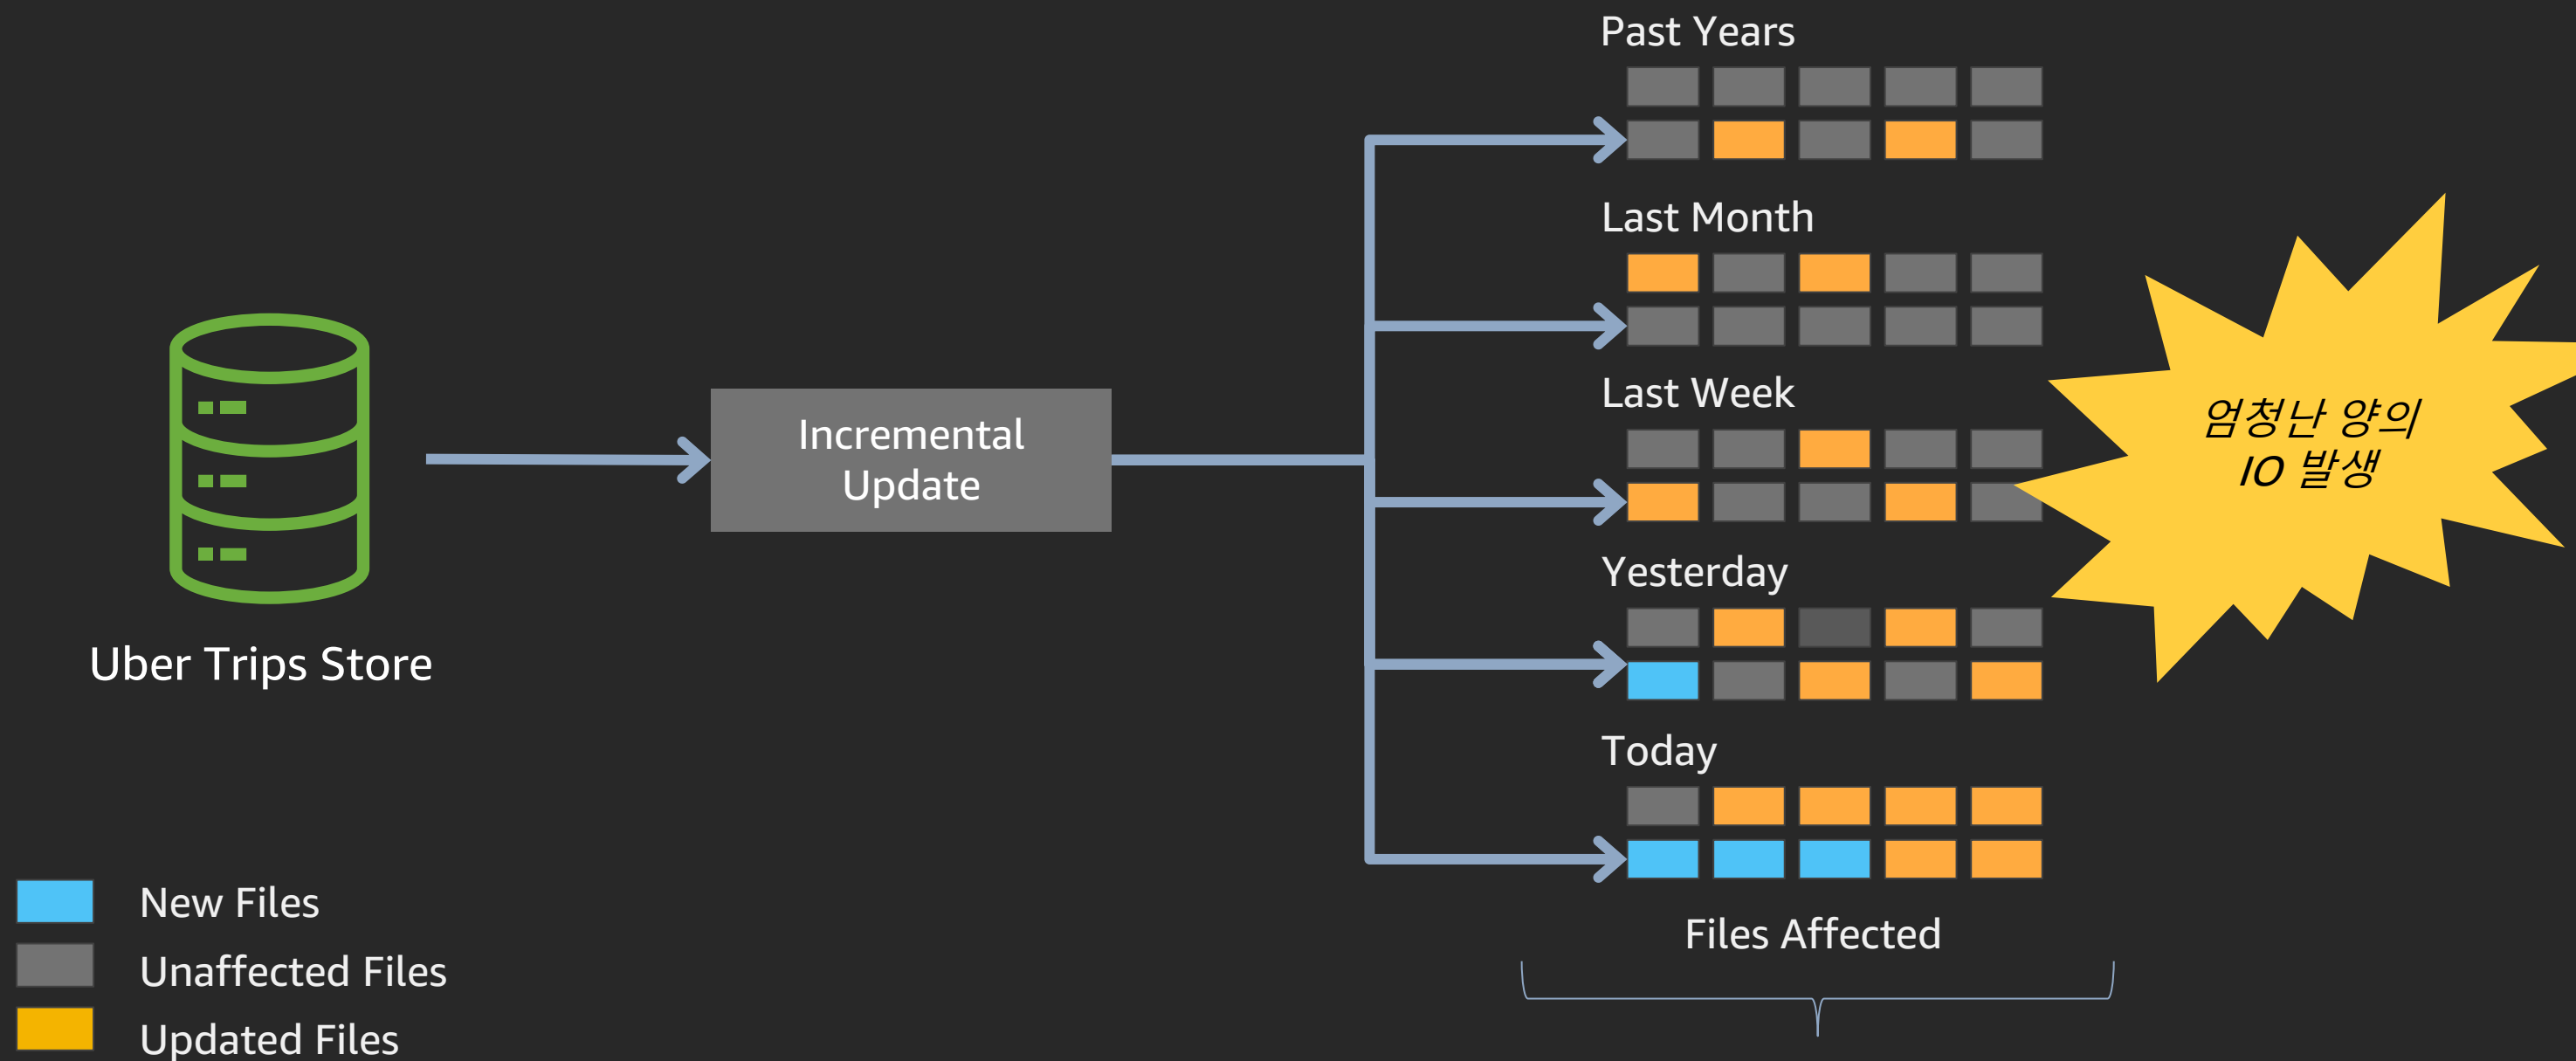 Past Years
Last Month
Last Week
Yesterday
Today
Incremental
Update
엄청난 양의
IO 발생
Uber Trips Store
New Files
Unaffected Files
Updated Files
Files Affected